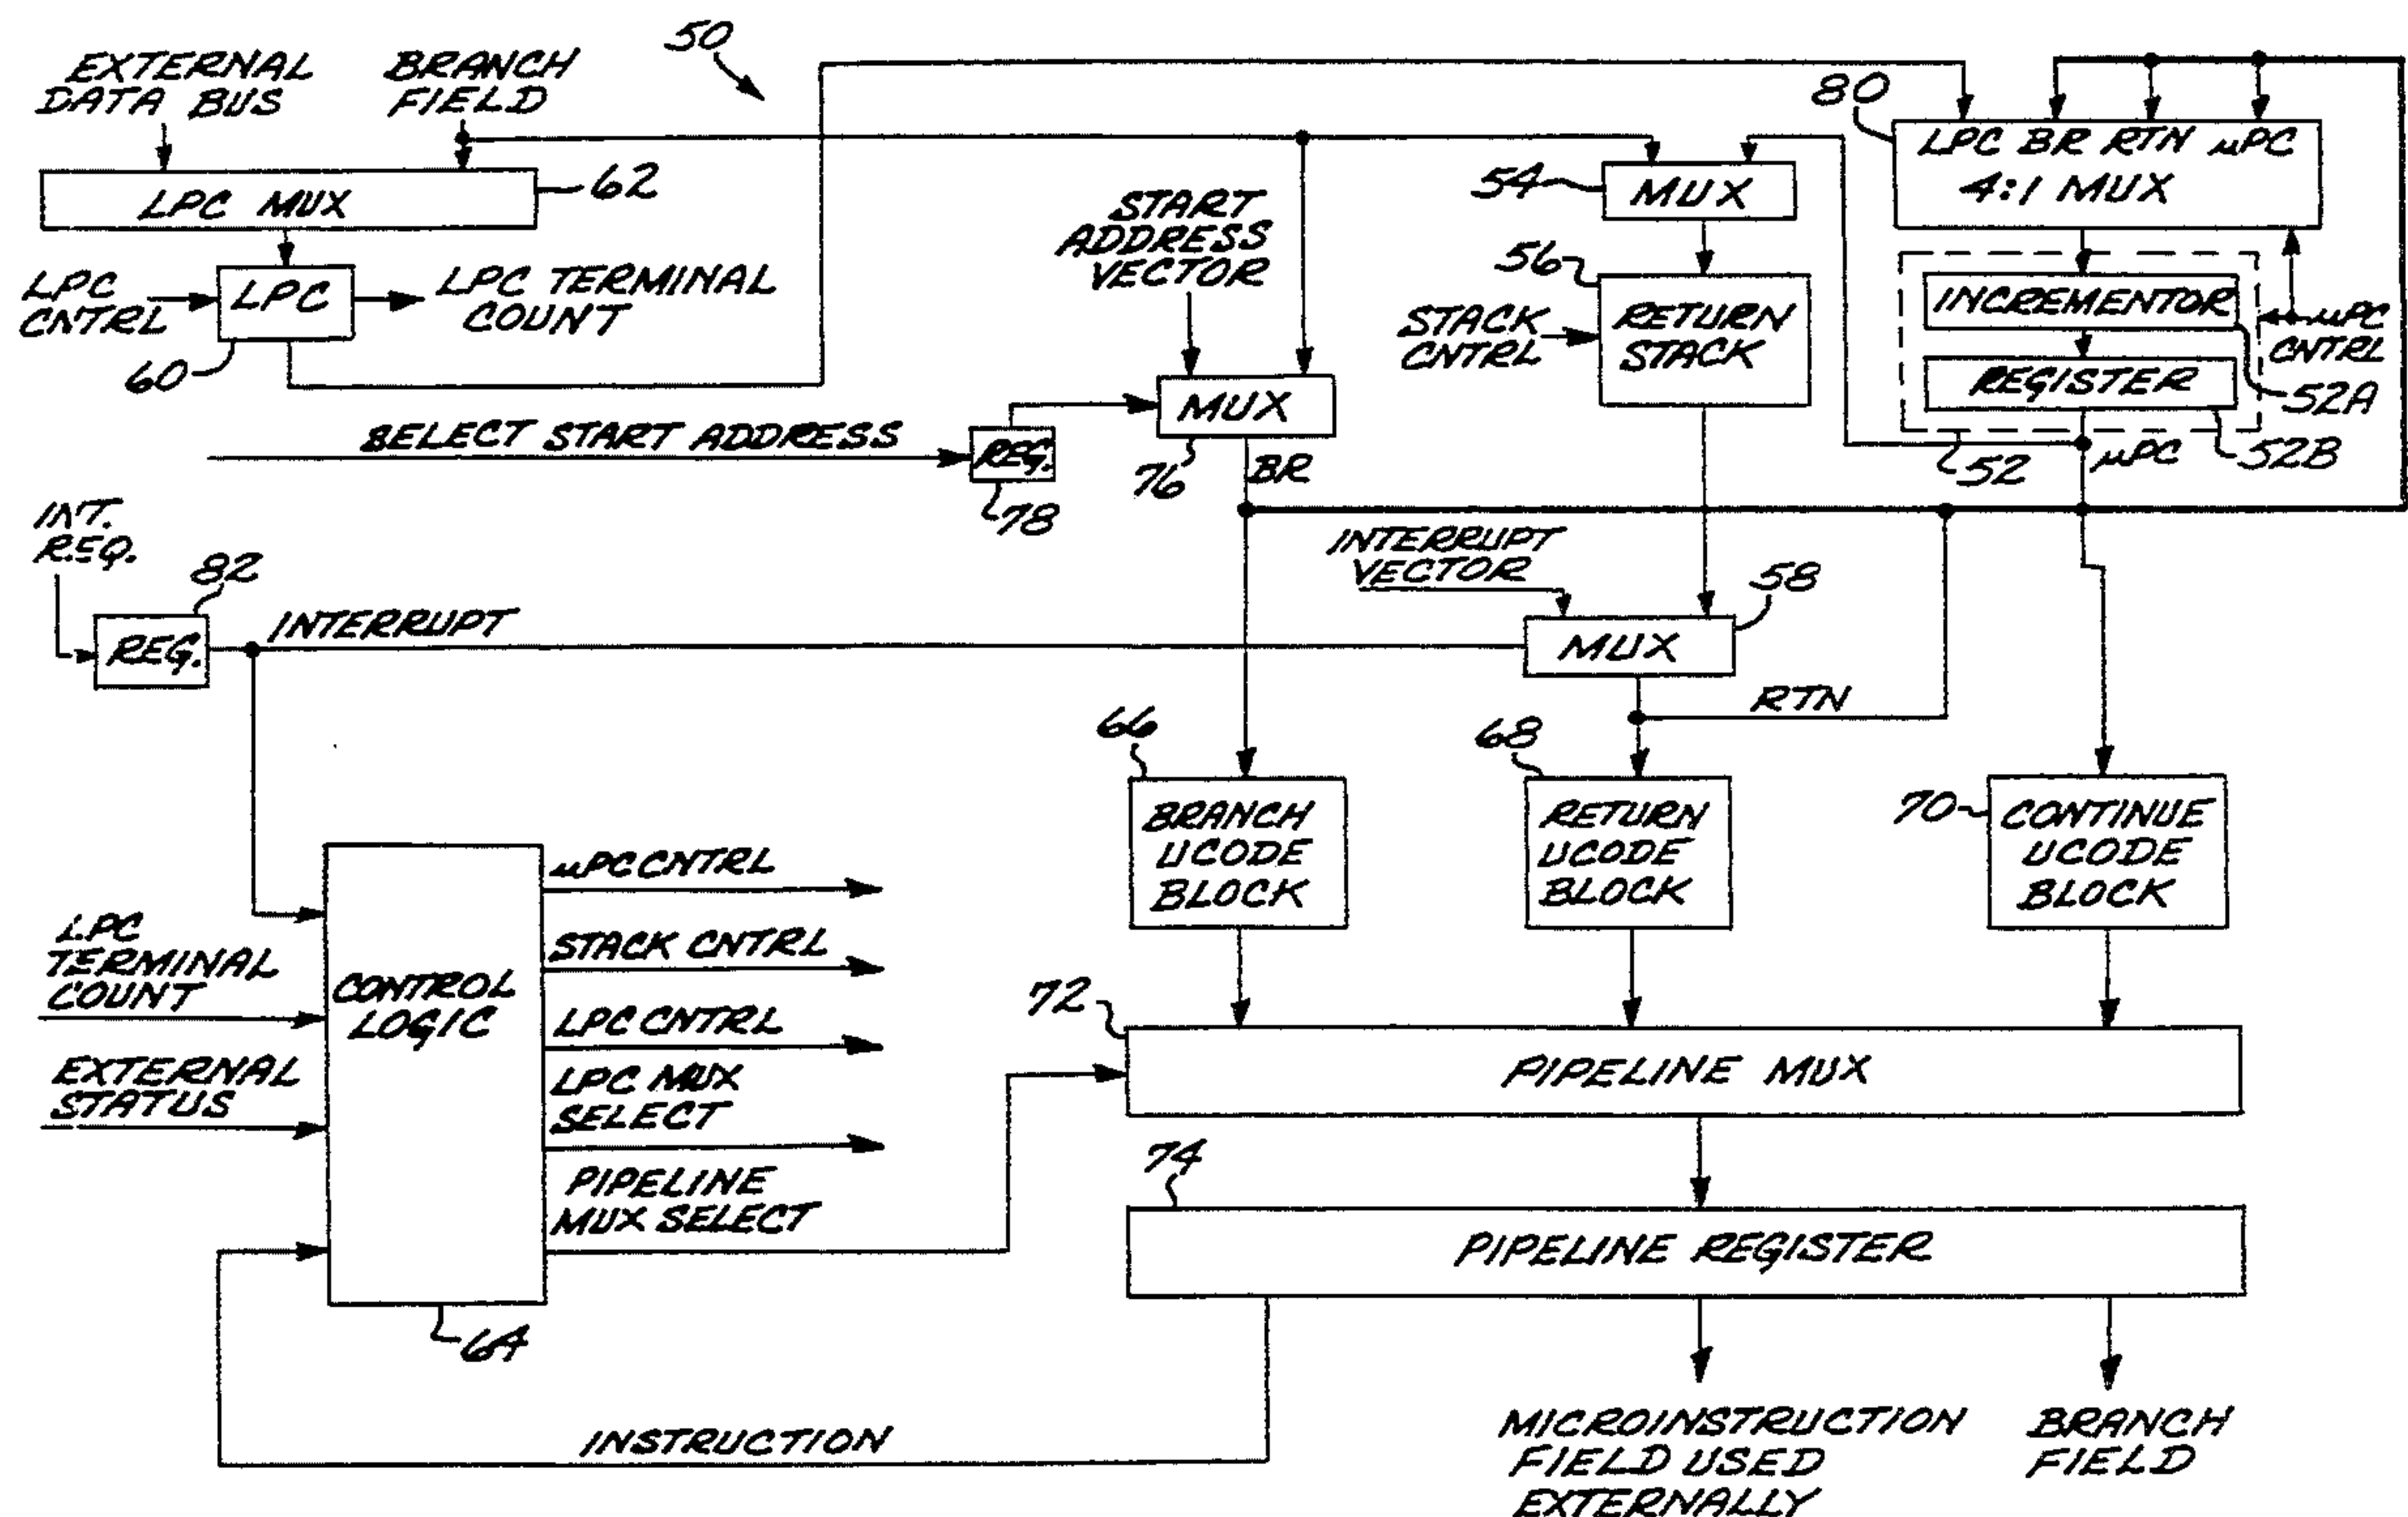 50
EXTERNAL
DATA BUS
BRANCH
FIELD
80
LPC BR RTN μPC
4:1 MUX
62
LPC MUX
54
MUX
START
ADDRESS
VECTOR
56
LPC
CNTRL
LPC
LPC TERMINAL
COUNT
60
STACK
CNTRL
RETURN
STACK
INCREMENTOR
μPC
CNTRL
REGISTER
52A
MUX
SELECT START ADDRESS
REG.
78
76
BR
52
μPC
52B
INT.
REQ.
82
REG.
INTERRUPT
INTERRUPT
VECTOR
58
MUX
RTN
66
68
70
BRANCH
UCODE
BLOCK
RETURN
UCODE
BLOCK
CONTINUE
UCODE
BLOCK
LPC
TERMINAL
COUNT
EXTERNAL
STATUS
CONTROL
LOGIC
μPC CNTRL
STACK CNTRL
LPC CNTRL
LPC MUX
SELECT
PIPELINE
MUX SELECT
64
72
PIPELINE MUX
74
PIPELINE REGISTER
INSTRUCTION
MICROINSTRUCTION
FIELD USED
EXTERNALLY
BRANCH
FIELD